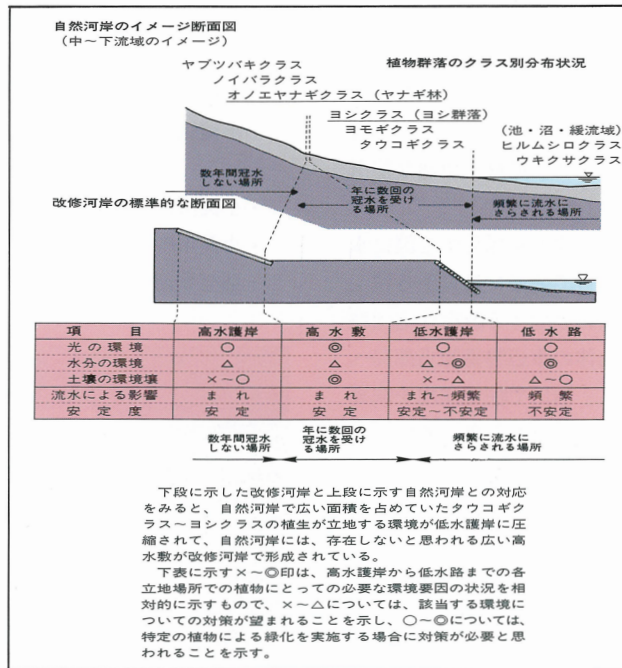 自然河岸のイメージ断面図
(中～下流域のイメージ)
ヤブツバキクラス
植物群落のクラス別分布状況
ノイバラクラス
オノエヤナギクラス(ヤナギ林)
ヨシクラス(ヨシ群落)
ヨモギクラス
(池・沼・緩流域)
タウコギクラス
ヒルムシロクラス
ウキクサクラス
数年間冠水
しない場所
年に数回の
冠水を受け
る場所
頻繁に流水に
さらされる場所
改修河岸の標準的な断面図
項目 高水護岸 高水敷 低水護岸 低水路
光の環境 ○ ◎ ○ ○
水分の環境 △ △ △～◎ ◎
土壌の環境壌 ×～○ ◎ ×～△ △～○
流水による影響 まれ まれ まれ～頻繁 頻繁
安定度 安定 安定 安定～不安定 不安定
数年間冠水
しない場所
年に数回の
冠水を受け
る場所
頻繁に流水に
さらされる場所
下段に示した改修河岸と上段に示す自然河岸との対応
をみると、自然河岸で広い面積を占めていたタウコギク
ラス～ヨシクラスの植生が立地する環境が低水護岸に圧
縮されて、自然河岸には、存在しないと思われる広い高
水敷が改修河岸で形成されている。
下表に示す×～◎印は、高水護岸から低水路までの各
立地場所での植物にとっての必要な環境要因の状況を相
対的に示すもので、×～△については、該当する環境に
ついての対策が望まれることを示し、○～◎については、
特定の植物による緑化を実施する場合に対策が必要と思
われることを示す。